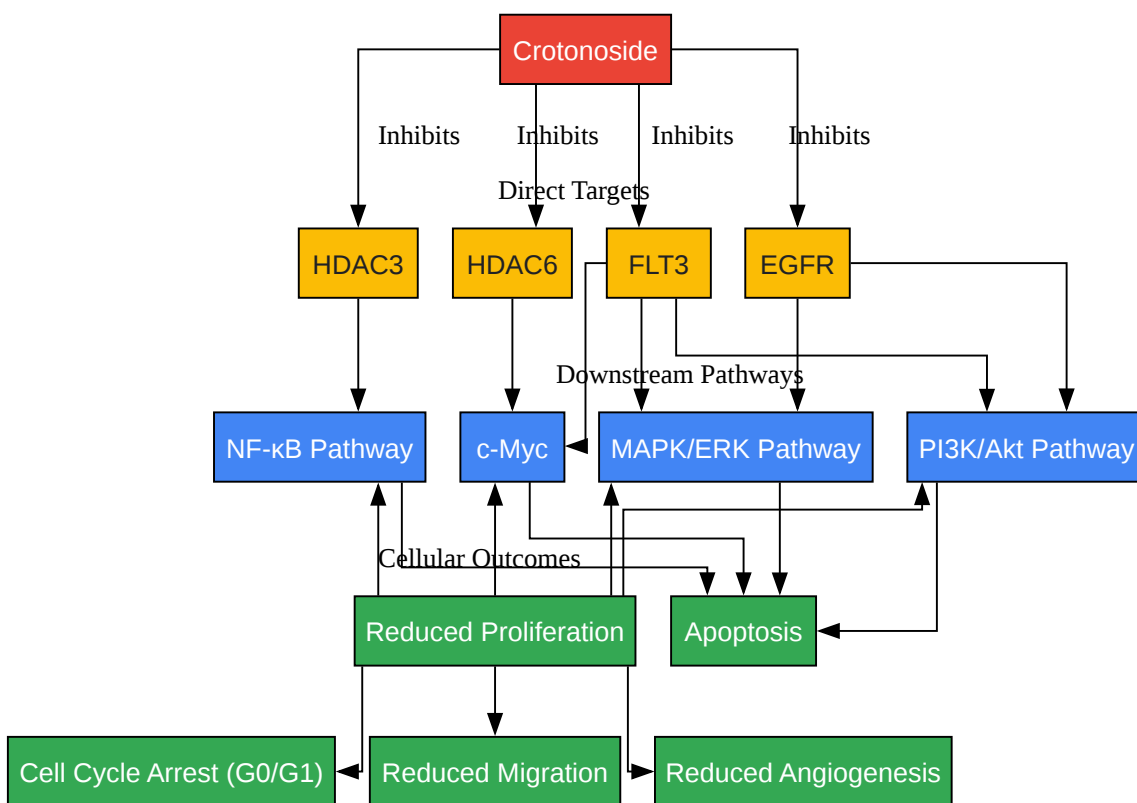 Crotonoside
Inhibits
Inhibits
Inhibits
Inhibits
Direct Targets
HDAC3
HDAC6
FLT3
EGFR
Downstream Pathways
NF-κB Pathway
c-Myc
MAPK/ERK Pathway
PI3K/Akt Pathway
Cellular Outcomes
Reduced Proliferation
Apoptosis
Cell Cycle Arrest (G0/G1)
Reduced Migration
Reduced Angiogenesis